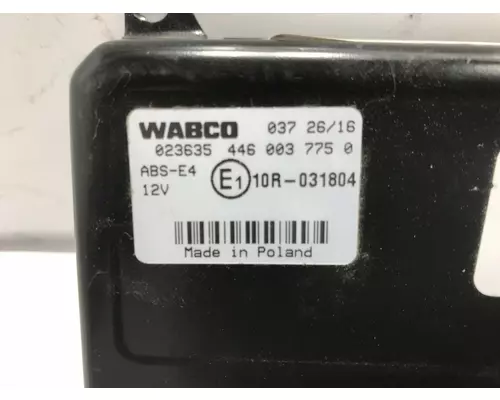 WABCO 037 26/16
023635 446 003 775 0
ABS-E4
12V
E1 10R-031804
Made in Poland